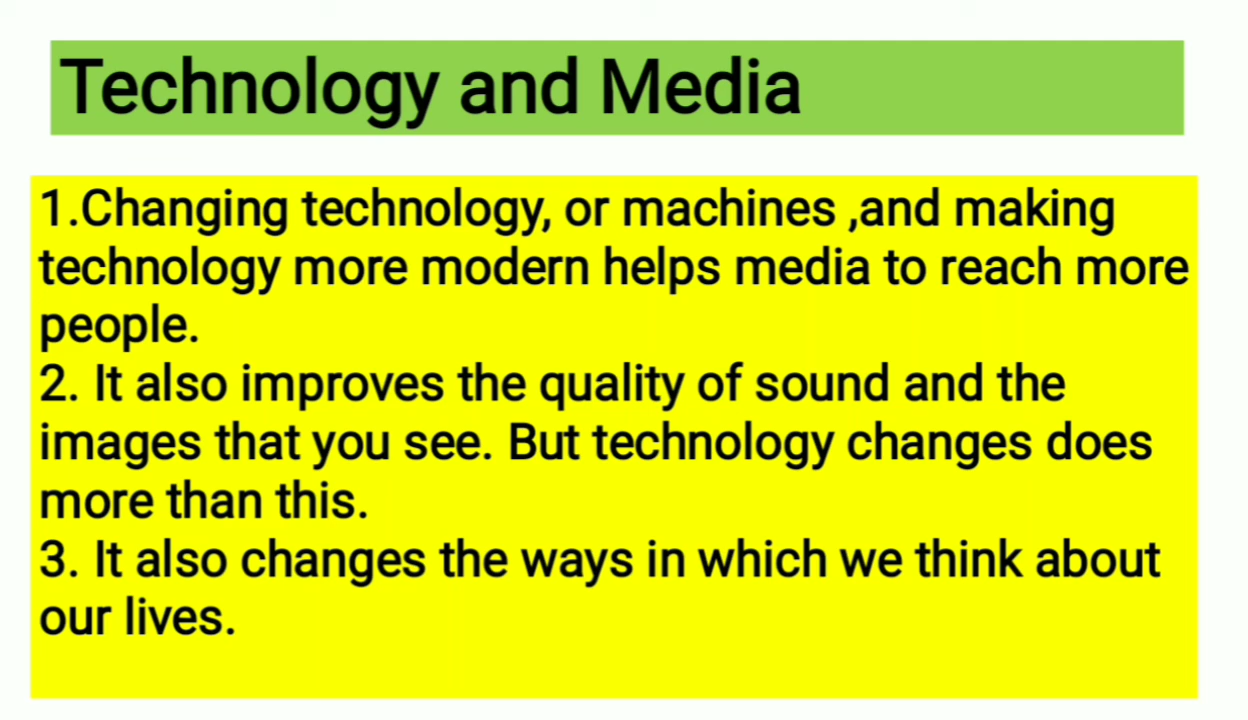 Technology and Media
1.Changing technology, or machines ,and making
technology more modern helps media to reach more
people.
2. It also improves the quality of sound and the
images that you see. But technology changes does
more than this.
3. It also changes the ways in which we think about
our lives.